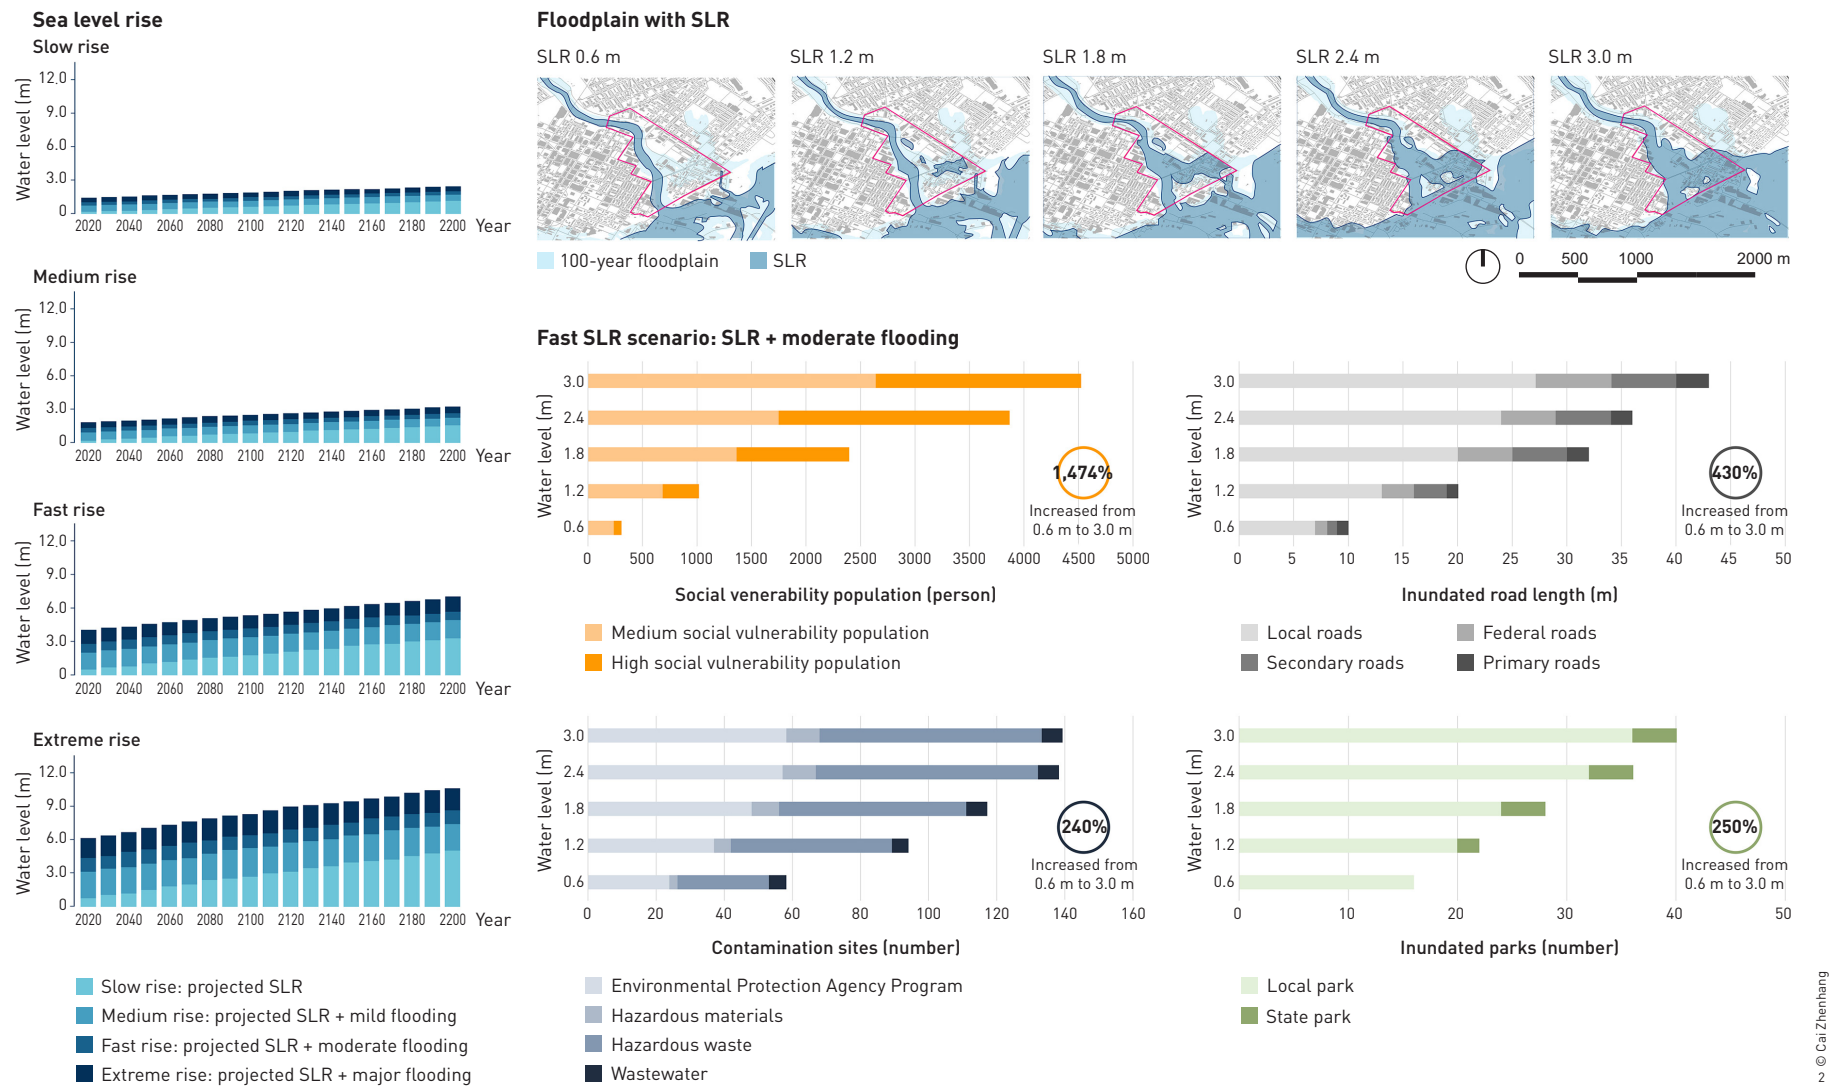 Sea level rise
Slow rise
Water level (m)
12.0
9.0
6.0
3.0
0
2020 2040 2060 2080 2100 2120 2140 2160 2180 2200 Year
Medium rise
Water level (m)
12.0
9.0
6.0
3.0
0
2020 2040 2060 2080 2100 2120 2140 2160 2180 2200 Year
Fast rise
Water level (m)
12.0
9.0
6.0
3.0
0
2020 2040 2060 2080 2100 2120 2140 2160 2180 2200 Year
Extreme rise
Water level (m)
12.0
9.0
6.0
3.0
0
2020 2040 2060 2080 2100 2120 2140 2160 2180 2200 Year
Slow rise: projected SLR
Medium rise: projected SLR + mild flooding
Fast rise: projected SLR + moderate flooding
Extreme rise: projected SLR + major flooding
Floodplain with SLR
SLR 0.6 m
SLR 1.2 m
SLR 1.8 m
SLR 2.4 m
SLR 3.0 m
100-year floodplain
SLR
0 500 1000 2000 m
Fast SLR scenario: SLR + moderate flooding
Water level (m)
3.0
2.4
1.8
1.2
0.6
1,474%
Increased from
0.6 m to 3.0 m
0 500 1000 1500 2000 2500 3000 3500 4000 4500 5000
Social venerability population (person)
Medium social vulnerability population
High social vulnerability population
Water level (m)
3.0
2.4
1.8
1.2
0.6
430%
Increased from
0.6 m to 3.0 m
0 5 10 15 20 25 30 35 40 45 50
Inundated road length (m)
Local roads
Federal roads
Secondary roads
Primary roads
Water level (m)
3.0
2.4
1.8
1.2
0.6
240%
Increased from
0.6 m to 3.0 m
0 20 40 60 80 100 120 140 160
Contamination sites (number)
Environmental Protection Agency Program
Hazardous materials
Hazardous waste
Wastewater
Water level (m)
3.0
2.4
1.8
1.2
0.6
250%
Increased from
0.6 m to 3.0 m
0 10 20 30 40 50
Inundated parks (number)
Local park
State park
© Cai Zhenhang
2